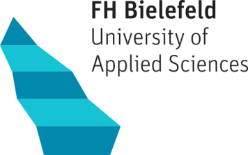 FH Bielefeld
University of
Applied Sciences